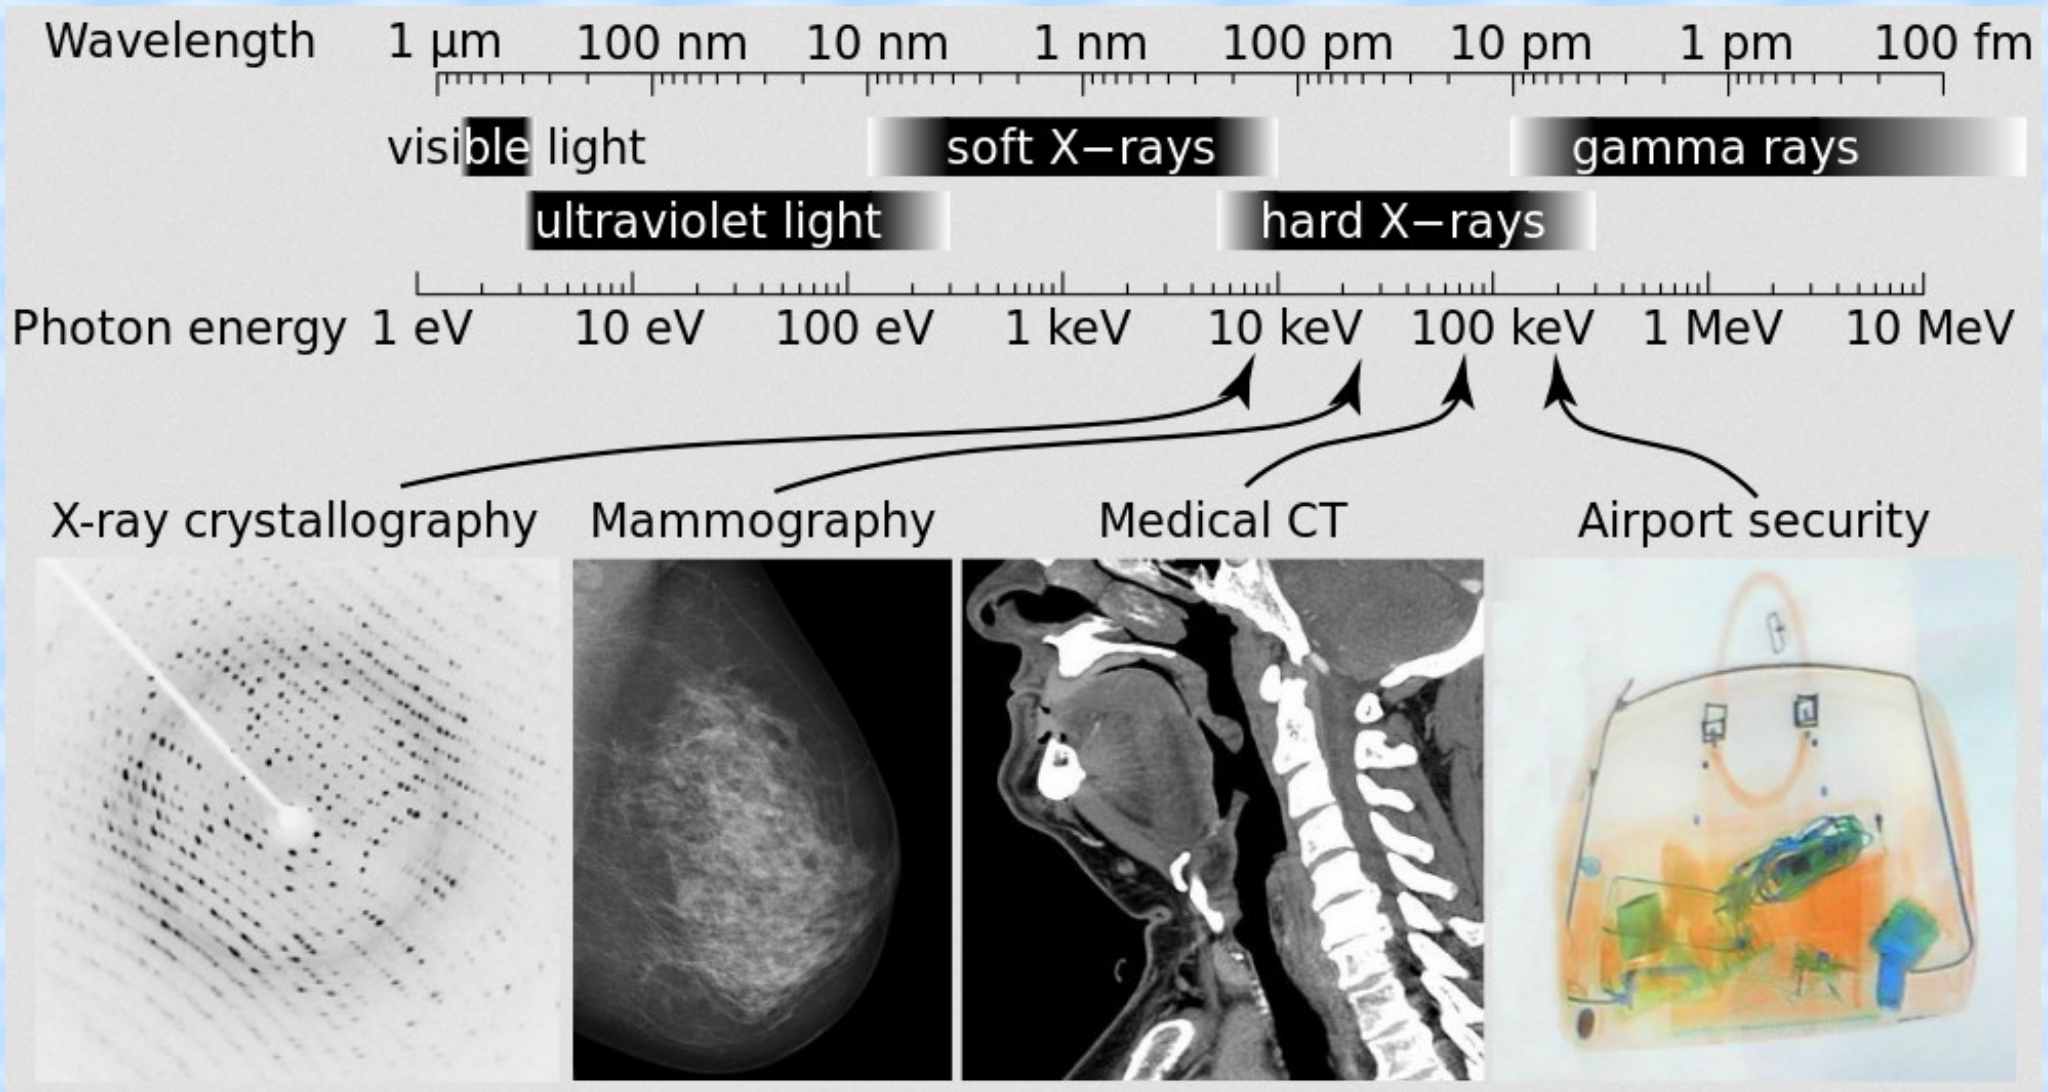 Wavelength 1 µm 100 nm 10 nm 1 nm 100 pm 10 pm 1 pm 100 fm
visible light soft X−rays gamma rays
ultraviolet light hard X−rays
Photon energy 1 eV 10 eV 100 eV 1 keV 10 keV 100 keV 1 MeV 10 MeV
X-ray crystallography Mammography Medical CT Airport security